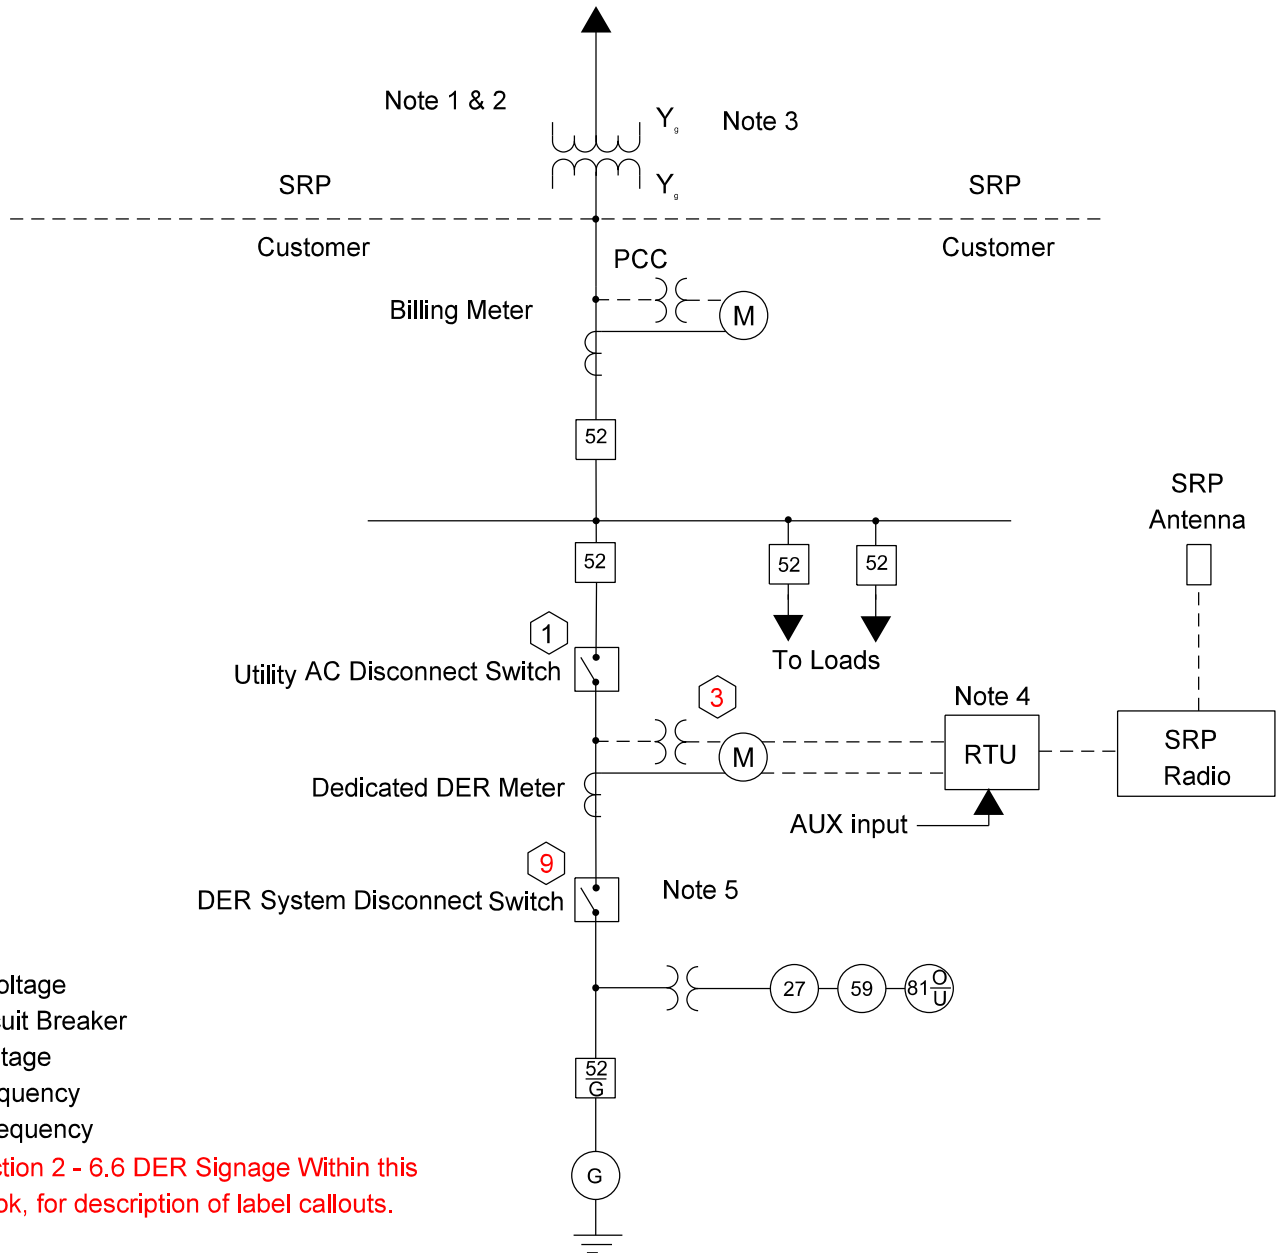 Note 1 & 2
Yg
Note 3
Yg
SRP
SRP
Customer
Customer
PCC
Billing Meter
M
52
SRP
Antenna
52
52
52
1
To Loads
Utility AC Disconnect Switch
3
Note 4
M
RTU
SRP
Radio
Dedicated DER Meter
AUX input
9
Note 5
DER System Disconnect Switch
oltage
27
59
81 O/U
uit Breaker
tage
52/G
quency
equency
ction 2 - 6.6 DER Signage Within this
G
ok, for description of label callouts.